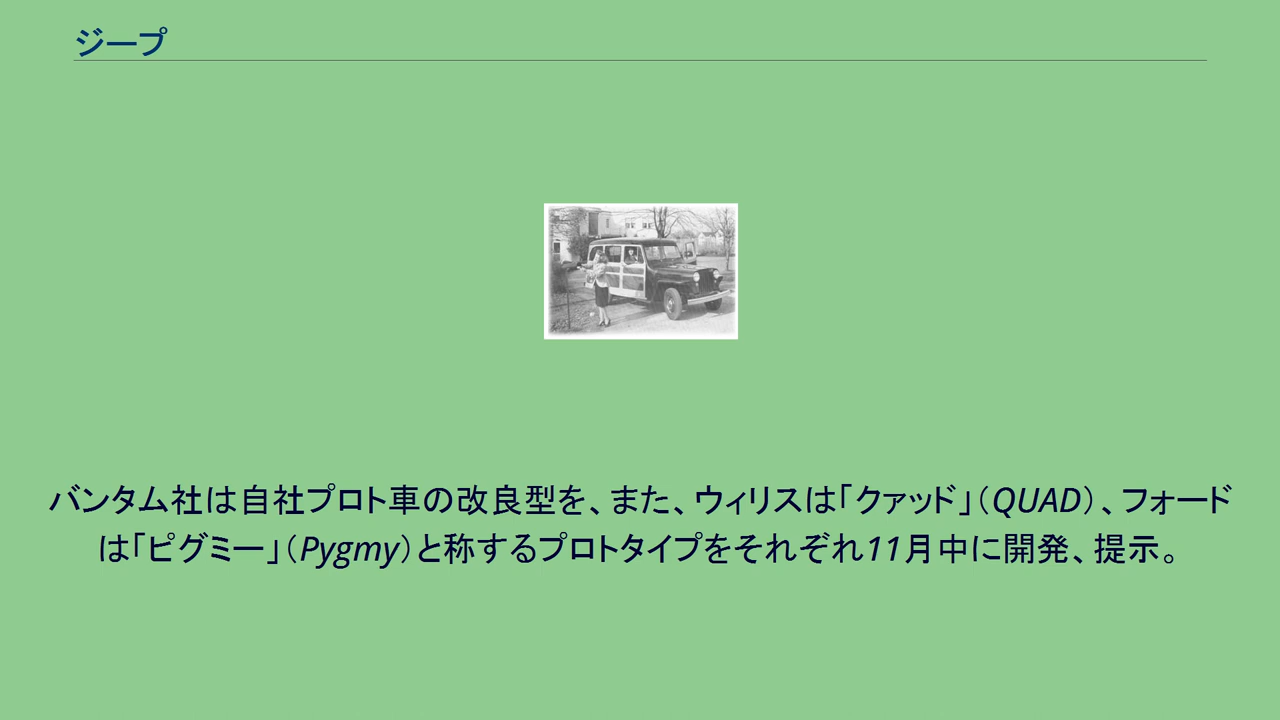 ジープ
バンタム社は自社プロト車の改良型を、また、ウィリスは「クァッド」（QUAD）、フォード
は「ピグミー」（Pygmy）と称するプロトタイプをそれぞれ11月中に開発、提示。